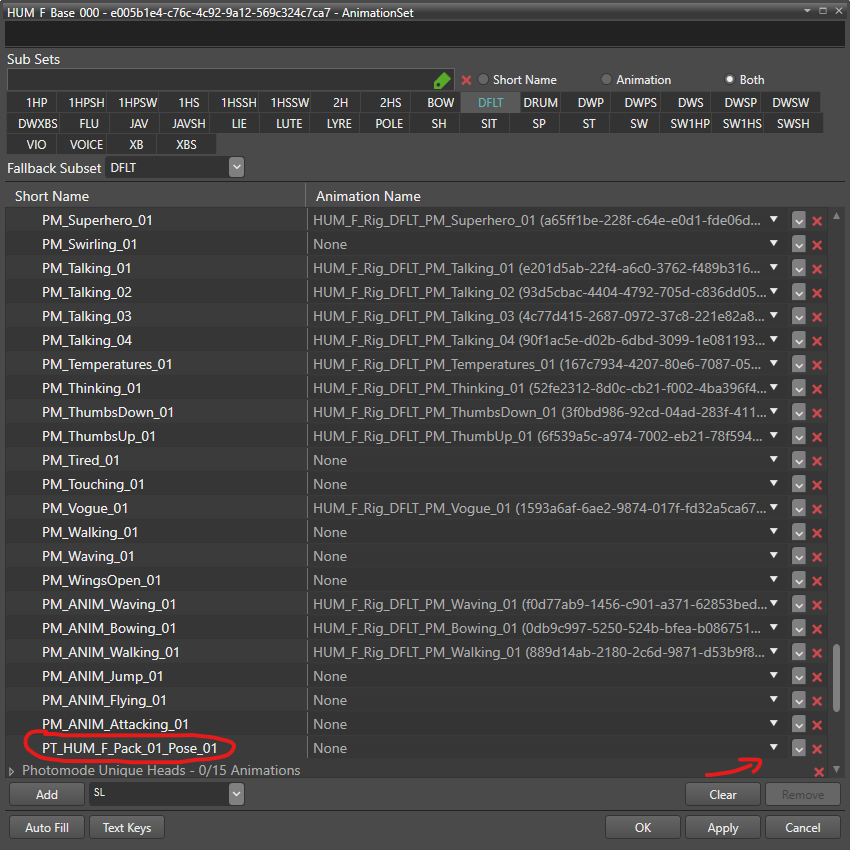 HUM_F_Base_000 - e005b1e4-c76c-4c92-9a12-569c324c7ca7 - AnimationSet
Sub Sets
Short Name Animation Both
1HP 1HPSH 1HPSW 1HS 1HSSH 1HSSW 2H 2HS BOW DFLT DRUM DWP DWPS DWS DWSP DWSW
DWXBS FLU JAV JAVSH LIE LUTE LYRE POLE SH SIT SP ST SW SW1HP SW1HS SWSH
VIO VOICE XB XBS
Fallback Subset DFLT
Short Name Animation Name
PM_Superhero_01 HUM_F_Rig_DFLT_PM_Superhero_01 (a65ff1be-228f-c64e-e0d1-fde06d...
PM_Swirling_01 None
PM_Talking_01 HUM_F_Rig_DFLT_PM_Talking_01 (e201d5ab-22f4-a6c0-3762-f489b316...
PM_Talking_02 HUM_F_Rig_DFLT_PM_Talking_02 (93d5cbac-4404-4792-705d-c836dd05...
PM_Talking_03 HUM_F_Rig_DFLT_PM_Talking_03 (4c77d415-2687-0972-37c8-221e82a8...
PM_Talking_04 HUM_F_Rig_DFLT_PM_Talking_04 (90f1ac5e-d02b-6dbd-3099-1e081193...
PM_Temperatures_01 HUM_F_Rig_DFLT_PM_Temperatures_01 (167c7934-4207-80e6-7087-05...
PM_Thinking_01 HUM_F_Rig_DFLT_PM_Thinking_01 (52fe2312-8d0c-cb21-f002-4ba396f4...
PM_ThumbsDown_01 HUM_F_Rig_DFLT_PM_ThumbsDown_01 (3f0bd986-92cd-04ad-283f-411...
PM_ThumbsUp_01 HUM_F_Rig_DFLT_PM_ThumbUp_01 (6f539a5c-a974-7002-eb21-78f594...
PM_Tired_01 None
PM_Touching_01 None
PM_Vogue_01 HUM_F_Rig_DFLT_PM_Vogue_01 (1593a6af-6ae2-9874-017f-fd32a5ca67...
PM_Walking_01 None
PM_Waving_01 None
PM_WingsOpen_01 None
PM_ANIM_Waving_01 HUM_F_Rig_DFLT_PM_Waving_01 (f0d77ab9-1456-c901-a371-62853bed...
PM_ANIM_Bowing_01 HUM_F_Rig_DFLT_PM_Bowing_01 (0db9c997-5250-524b-bfea-b086751...
PM_ANIM_Walking_01 HUM_F_Rig_DFLT_PM_Walking_01 (889d14ab-2180-2c6d-9871-d53b9f8...
PM_ANIM_Jump_01 None
PM_ANIM_Flying_01 None
PM_ANIM_Attacking_01 None
PT_HUM_F_Pack_01_Pose_01 None
Photomode Unique Heads - 0/15 Animations
Add SL Clear Remove
Auto Fill Text Keys OK Apply Cancel